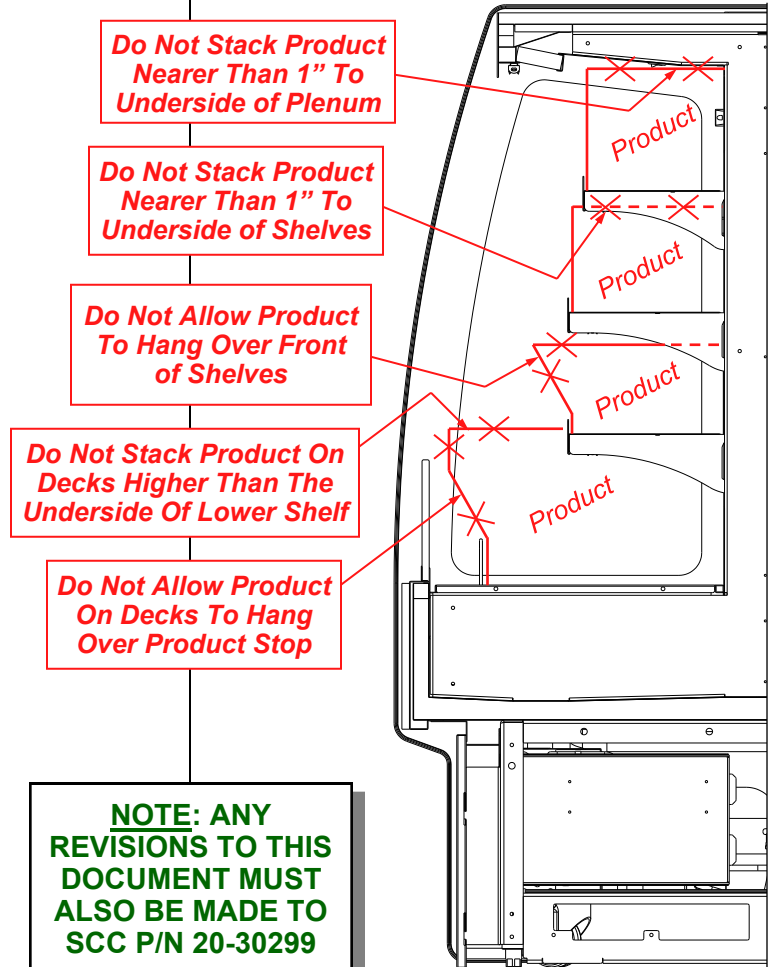 Do Not Stack Product
Nearer Than 1” To
Underside of Plenum
Product
Do Not Stack Product
Nearer Than 1” To
Underside of Shelves
Product
Do Not Allow Product
To Hang Over Front
of Shelves
Product
Do Not Stack Product On
Decks Higher Than The
Underside Of Lower Shelf
Product
Do Not Allow Product
On Decks To Hang
Over Product Stop
NOTE: ANY
REVISIONS TO THIS
DOCUMENT MUST
ALSO BE MADE TO
SCC P/N 20-30299